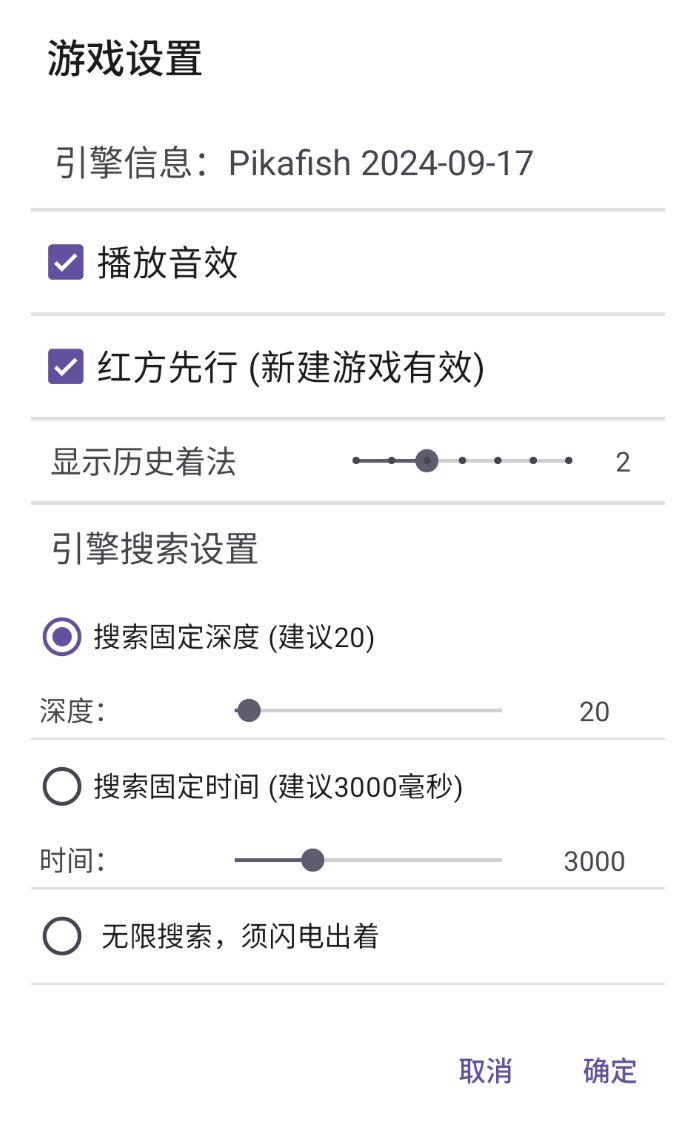 游戏设置
引擎信息：Pikafish 2024-09-17
播放音效
红方先行 (新建游戏有效)
显示历史着法 2
引擎搜索设置
搜索固定深度 (建议20)
深度： 20
搜索固定时间 (建议3000毫秒)
时间： 3000
无限搜索，须闪电出着
取消 确定